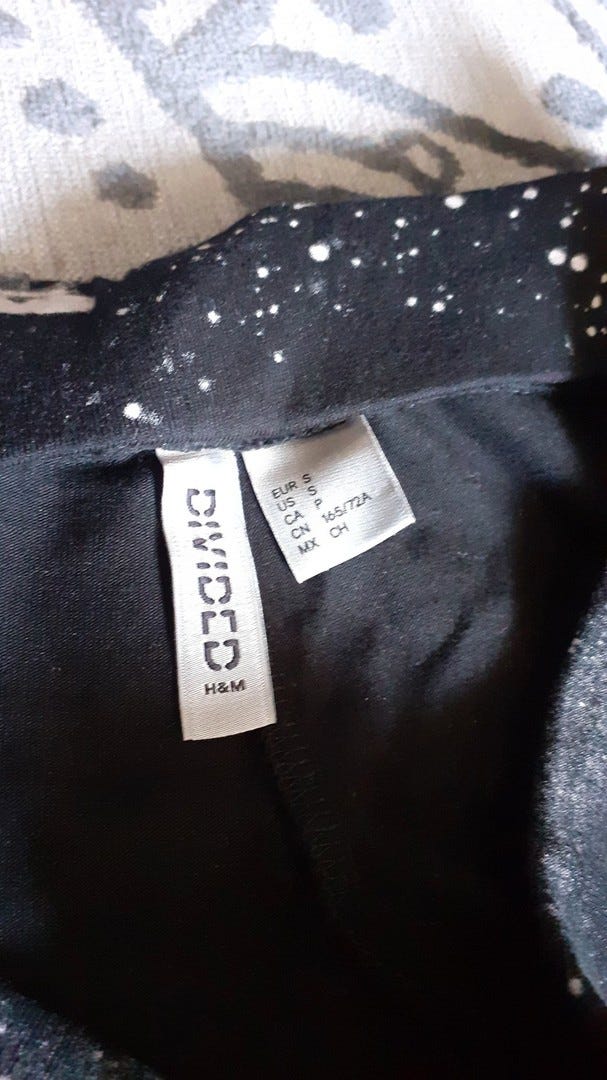 DIVIDED
H&M
EUR S
US S
CA P
CN 165/72A
MX CH